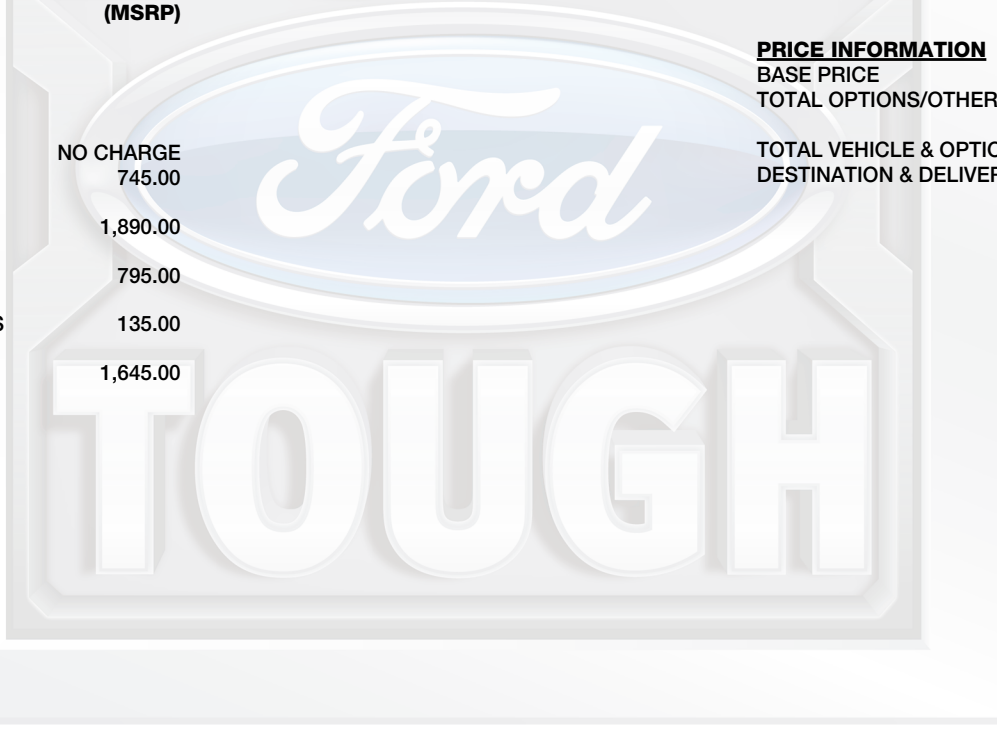 (MSRP)
NO CHARGE
745.00
1,890.00
795.00
S 135.00
1,645.00
PRICE INFORMATION
BASE PRICE
TOTAL OPTIONS/OTHER
TOTAL VEHICLE & OPTIO
DESTINATION & DELIVER
Ford
TOUGH